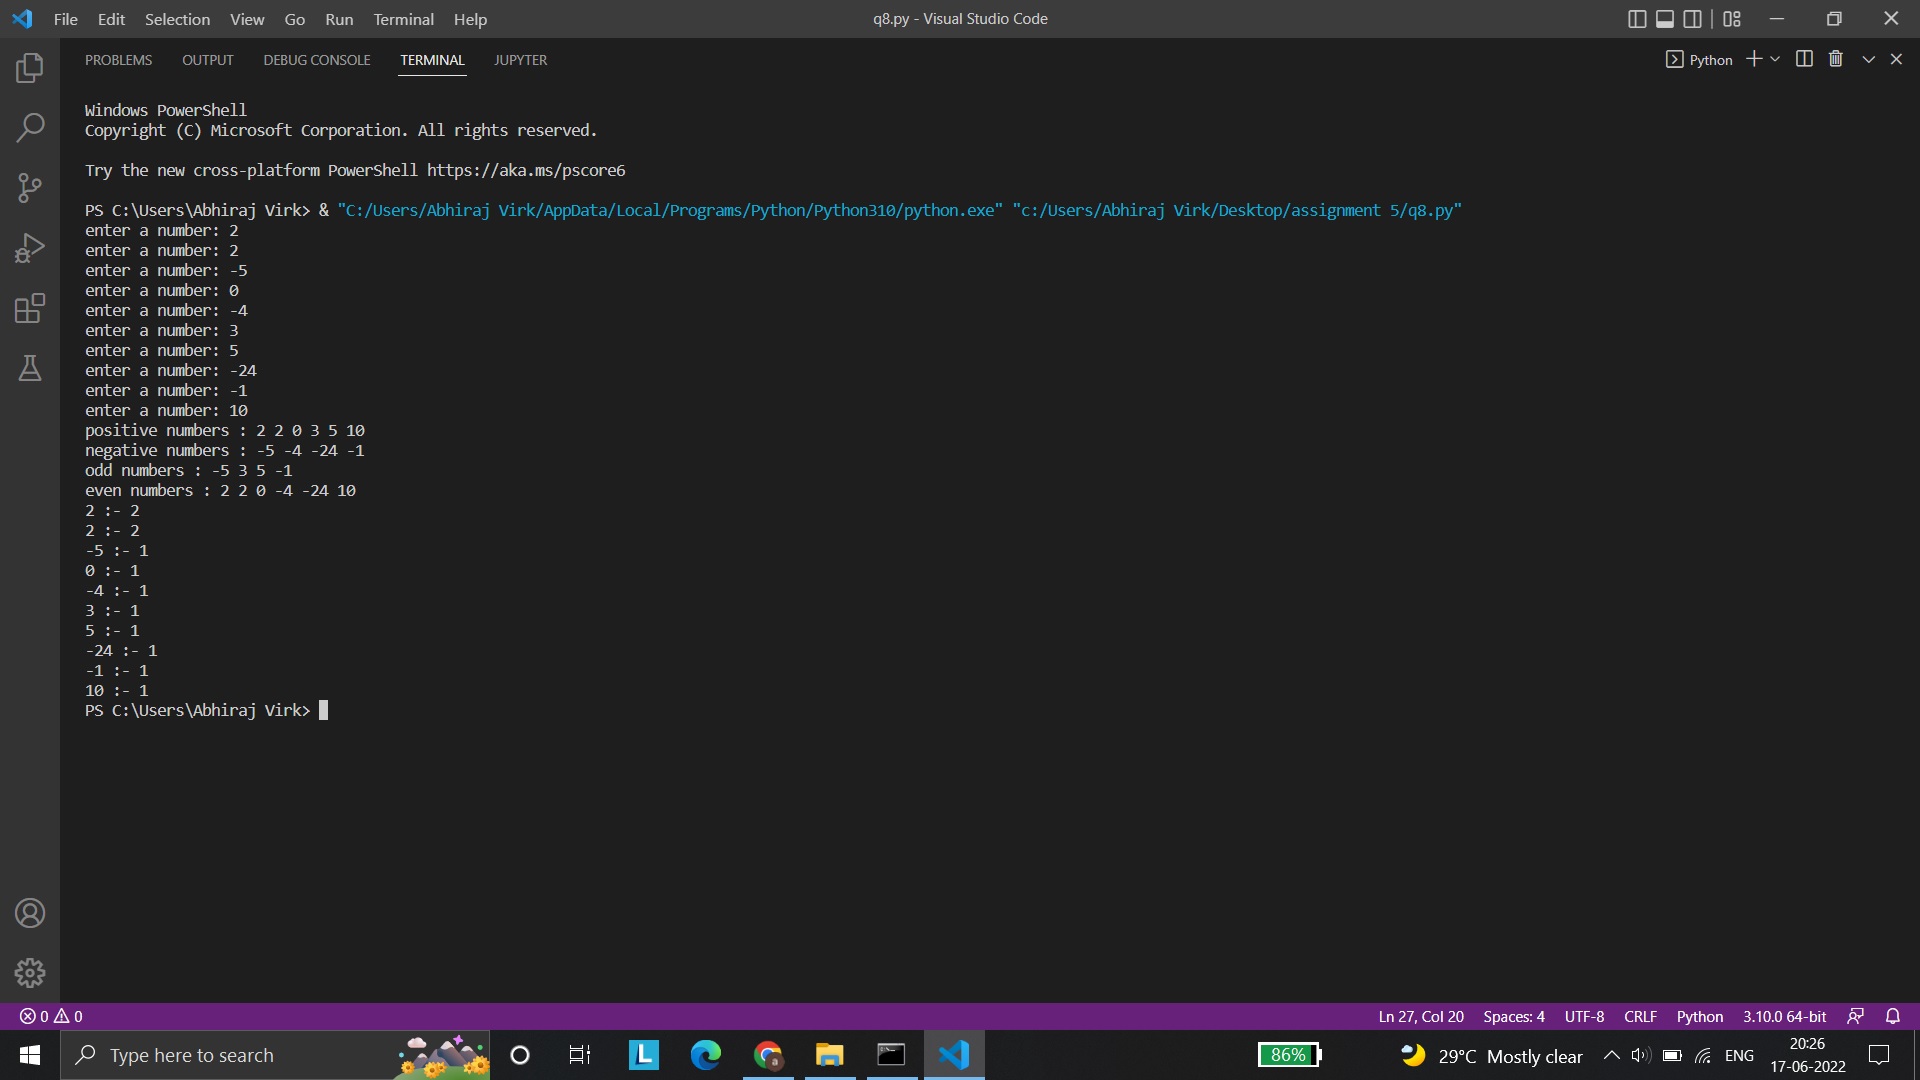 File Edit Selection View Go Run Terminal Help q8.py - Visual Studio Code
PROBLEMS OUTPUT DEBUG CONSOLE TERMINAL JUPYTER Python
Windows PowerShell
Copyright (C) Microsoft Corporation. All rights reserved.
Try the new cross-platform PowerShell https://aka.ms/pscore6
PS C:\Users\Abhiraj Virk> & "C:/Users/Abhiraj Virk/AppData/Local/Programs/Python/Python310/python.exe" "c:/Users/Abhiraj Virk/Desktop/assignment 5/q8.py"
enter a number: 2
enter a number: 2
enter a number: -5
enter a number: 0
enter a number: -4
enter a number: 3
enter a number: 5
enter a number: -24
enter a number: -1
enter a number: 10
positive numbers : 2 2 0 3 5 10
negative numbers : -5 -4 -24 -1
odd numbers : -5 3 5 -1
even numbers : 2 2 0 -4 -24 10
2 :- 2
2 :- 2
-5 :- 1
0 :- 1
-4 :- 1
3 :- 1
5 :- 1
-24 :- 1
-1 :- 1
10 :- 1
PS C:\Users\Abhiraj Virk>
0 0 Ln 27, Col 20 Spaces: 4 UTF-8 CRLF Python 3.10.0 64-bit
Type here to search L a 86% 29°C Mostly clear ENG 20:26
17-06-2022